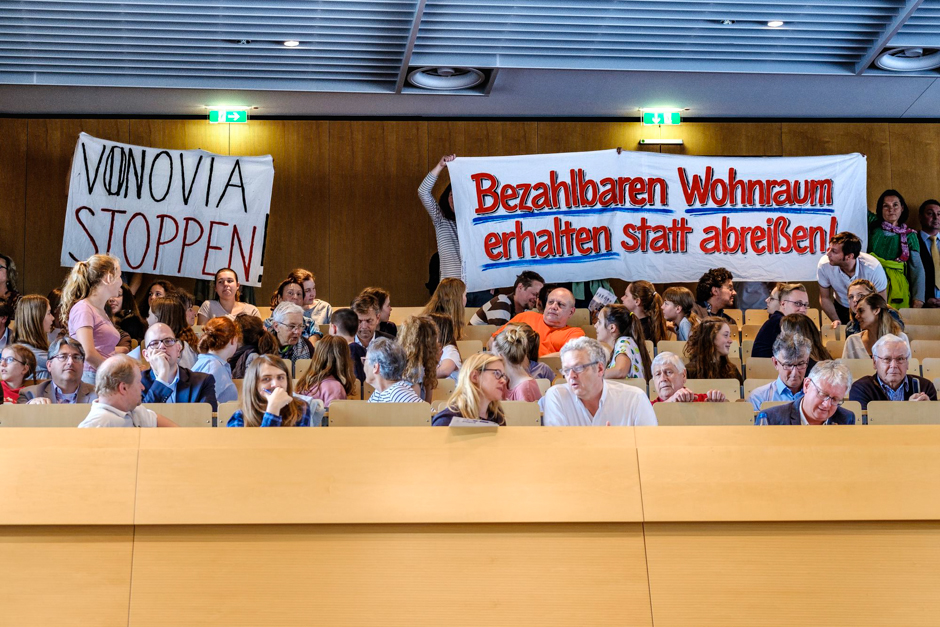 VONOVIA
STOPPEN
Bezahlbaren Wohnraum
erhalten statt abreißen!